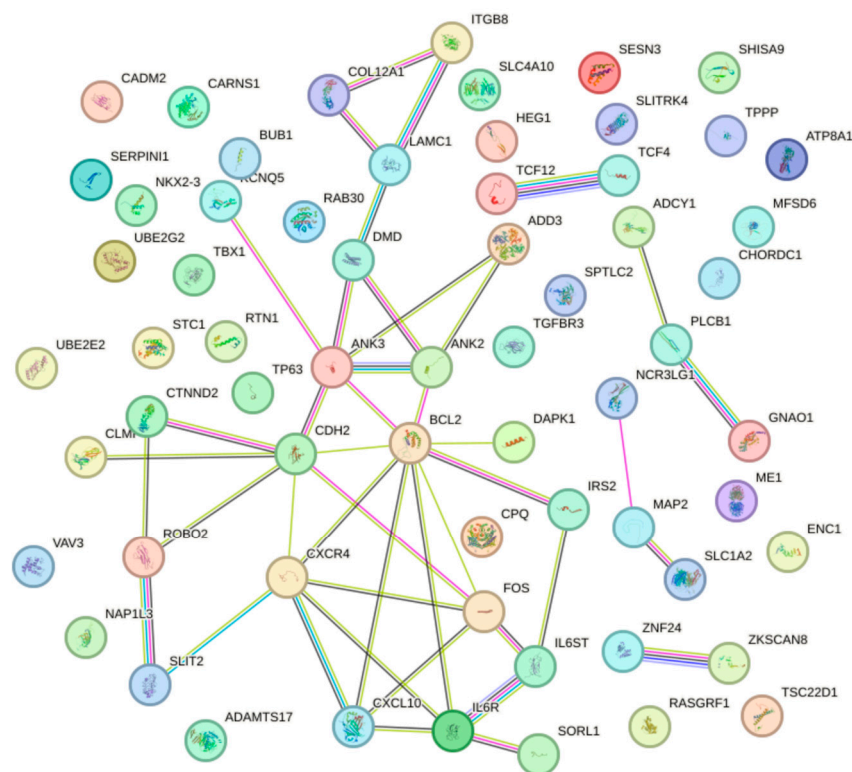 ITGB8
COL12A1
SLC4A10
SESN3
SHISA9
CADM2
CARNS1
SLITRK4
TPPP
HEG1
ATP8A1
BUB1
LAMC1
TCF4
SERPINI1
TCF12
NKX2-3
KCNQ5
RAB30
ADCY1
MFSD6
DMD
ADD3
UBE2G2
TBX1
CHORDC1
SPTLC2
STC1
RTN1
TGFBR3
PLCB1
UBE2E2
ANK3
ANK2
TP63
NCR3LG1
CTNND2
BCL2
DAPK1
GNAO1
CLMP
CDH2
IRS2
ME1
MAP2
CPQ
ENC1
VAV3
ROBO2
CXCR4
SLC1A2
FOS
NAP1L3
IL6ST
ZNF24
ZKSCAN8
SLIT2
CXCL10
IL6R
RASGRF1
TSC22D1
ADAMTS17
SORL1